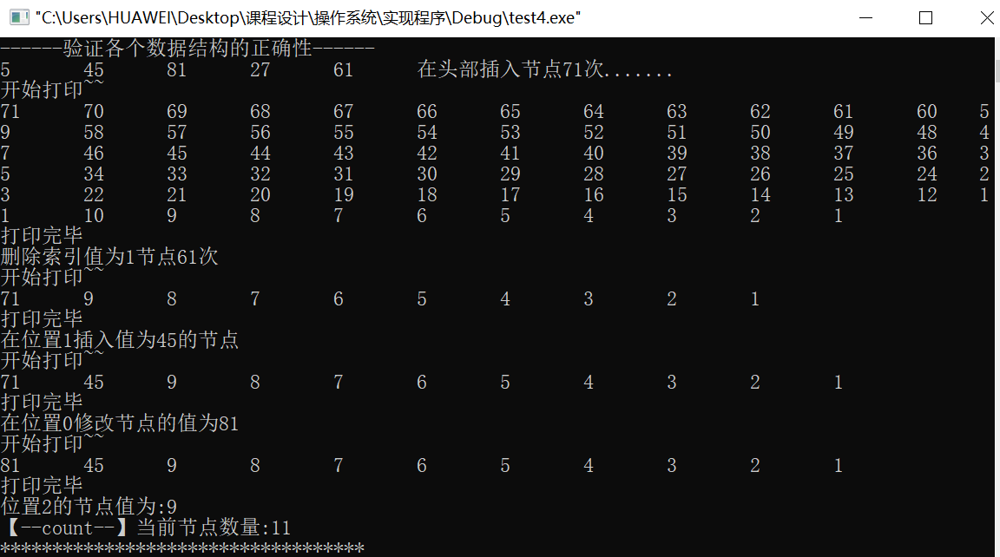 "C:\Users\HUAWEI\Desktop\课程设计\操作系统\实现程序\Debug\test4.exe"
------验证各个数据结构的正确性------
5 45 81 27 61 在头部插入节点71次.......
开始打印~~
71 70 69 68 67 66 65 64 63 62 61 60 5
9 58 57 56 55 54 53 52 51 50 49 48 4
7 46 45 44 43 42 41 40 39 38 37 36 3
5 34 33 32 31 30 29 28 27 26 25 24 2
3 22 21 20 19 18 17 16 15 14 13 12 1
1 10 9 8 7 6 5 4 3 2 1
打印完毕
删除索引值为1节点61次
开始打印~~
71 9 8 7 6 5 4 3 2 1
打印完毕
在位置1插入值为45的节点
开始打印~~
71 45 9 8 7 6 5 4 3 2 1
打印完毕
在位置0修改节点的值为81
开始打印~~
81 45 9 8 7 6 5 4 3 2 1
打印完毕
位置2的节点值为:9
【--count--】当前节点数量:11
***********************************